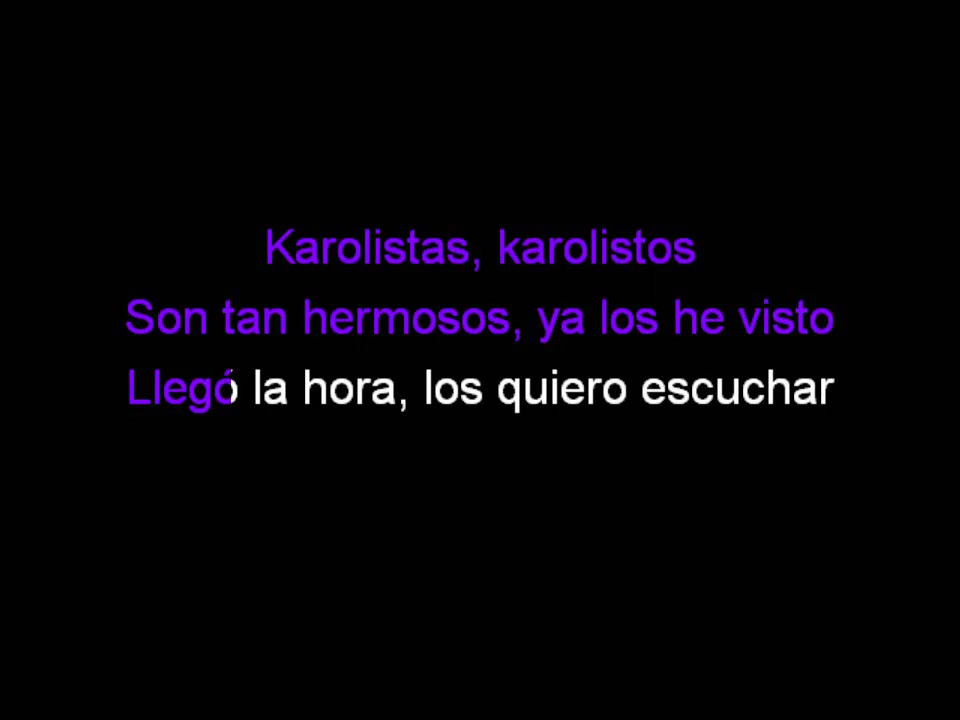 Karolistas, karolistos
Son tan hermosos, ya los he visto
Llegó la hora, los quiero escuchar